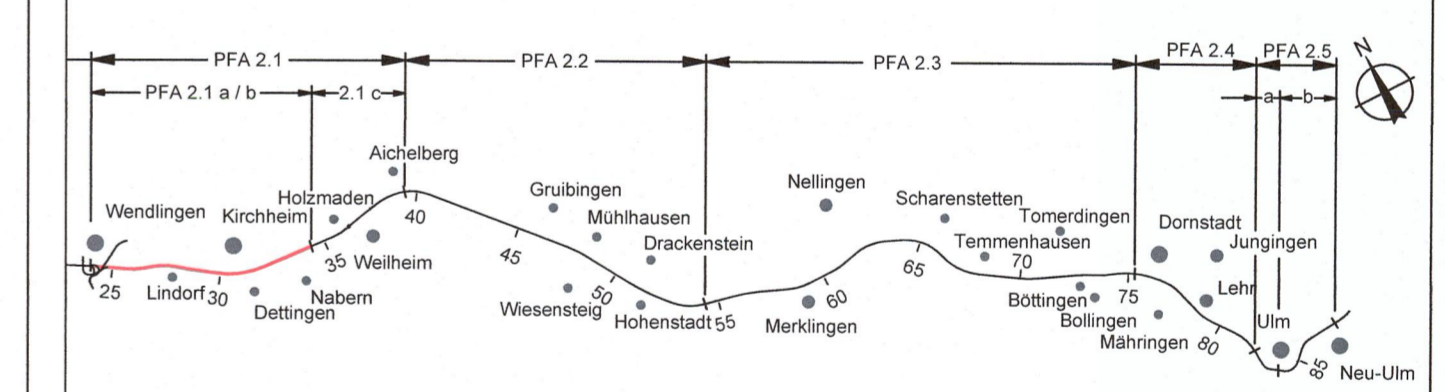 PFA 2.1
PFA 2.2
PFA 2.3
PFA 2.4
PFA 2.5
PFA 2.1 a / b
2.1 c
a
b
N
Aichelberg
Wendlingen
Kirchheim
Holzmaden
40
Gruibingen
Mühlhausen
Drackenstein
Nellingen
Scharenstetten
Tomerdingen
Temmenhausen
Dornstadt
Jungingen
25
Lindorf
30
Dettingen
Nabern
35
Weilheim
45
Wiesensteig
50
Hohenstadt
55
Merklingen
60
65
70
Böttingen
Bollingen
75
Mähringen
Lehr
80
Ulm
85
Neu-Ulm